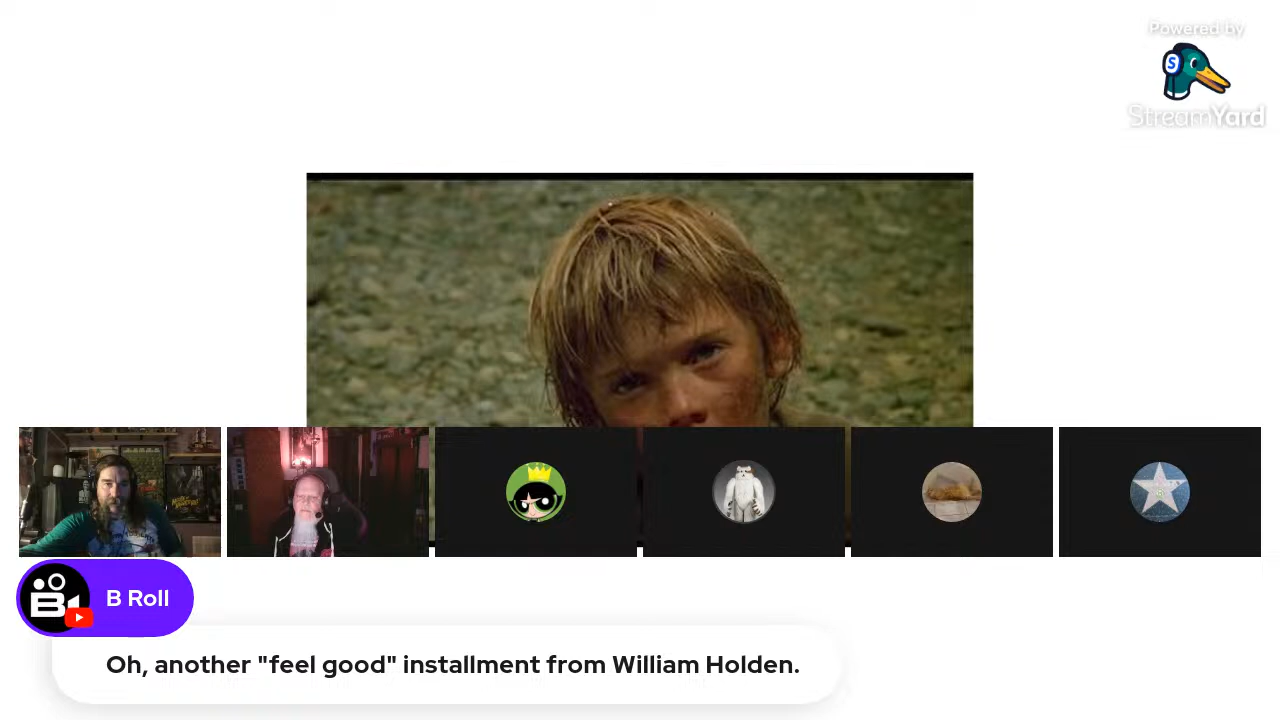 Powered by
StreamYard
B Roll
Oh, another "feel good" installment from William Holden.